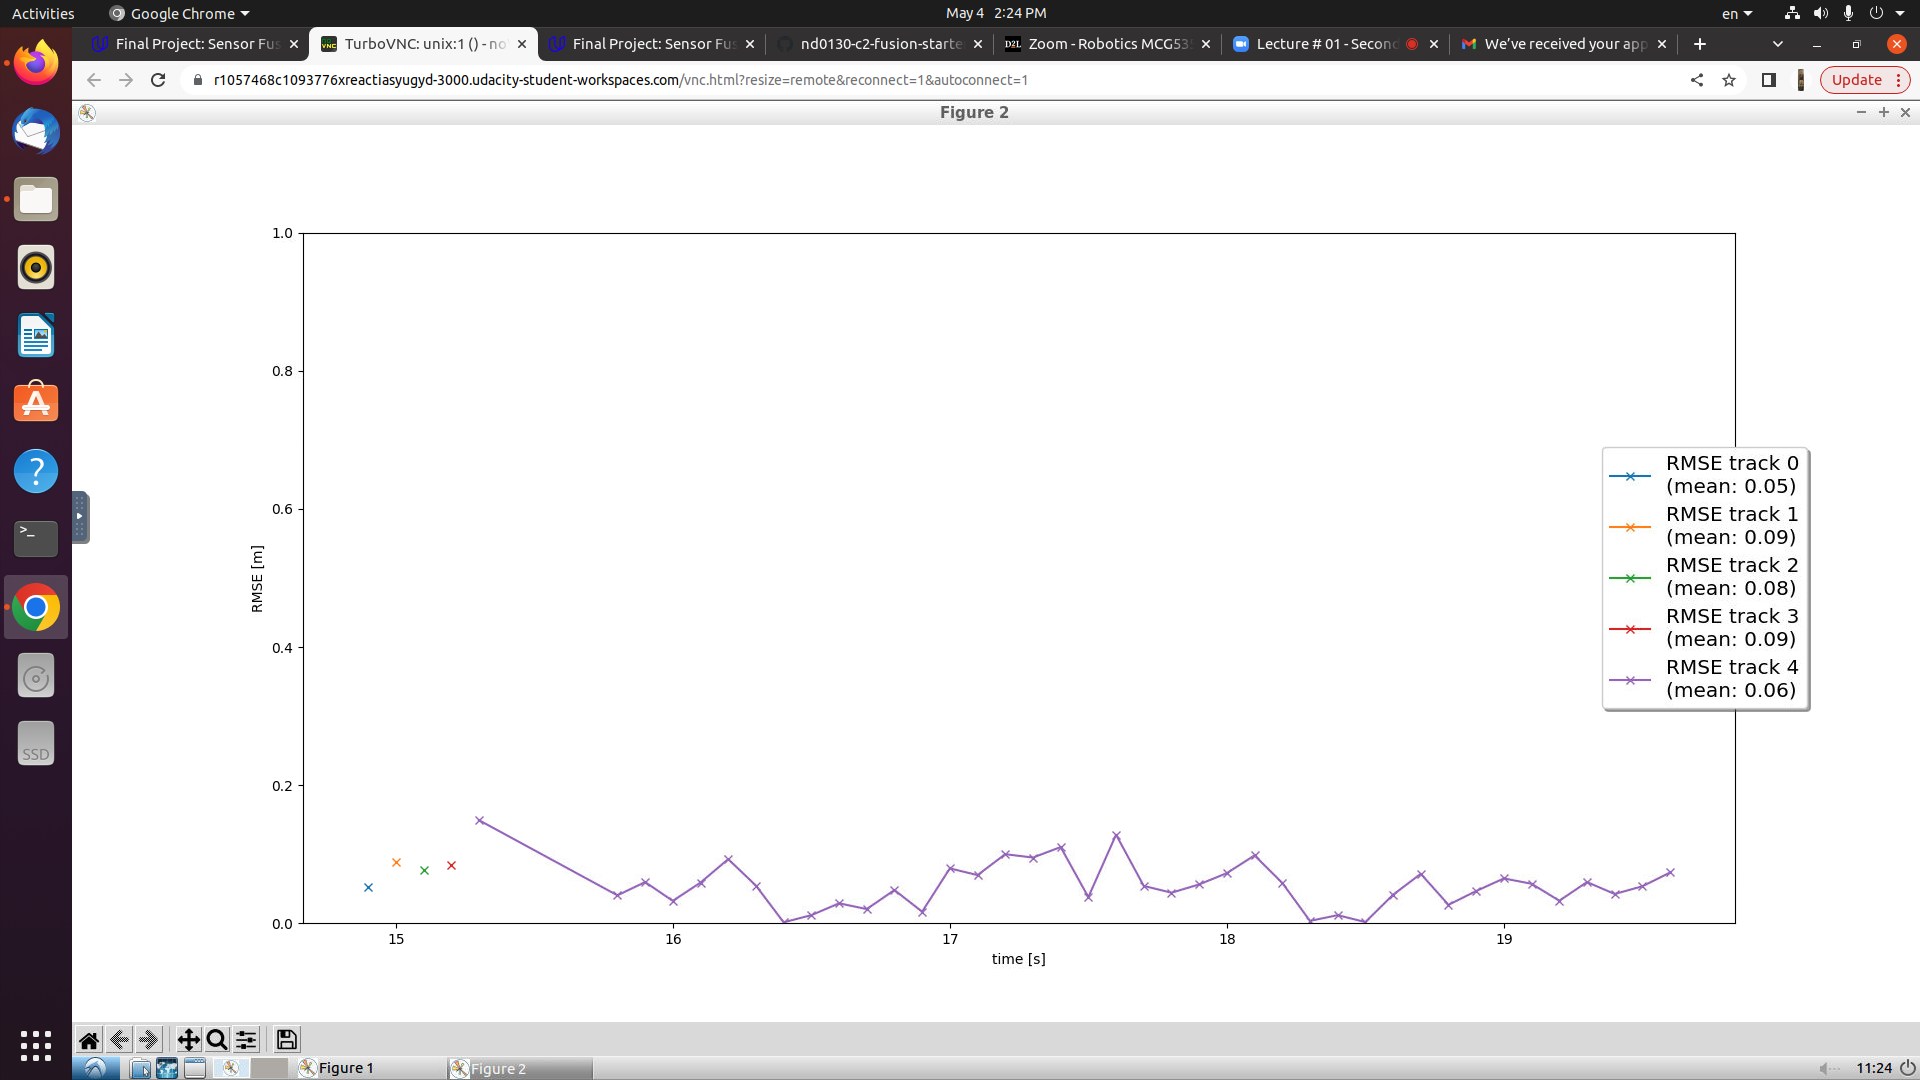 Activities
Google Chrome
May 4 2:24 PM
en
Final Project: Sensor Fus
TurboVNC: unix:1 () - no
Final Project: Sensor Fus
nd0130-c2-fusion-starte
D2L
Zoom - Robotics MCG53
Lecture # 01 - Second
We've received your app
r1057468c1093776xreactiasyugyd-3000.udacity-student-workspaces.com/vnc.html?resize=remote&reconnect=1&autoconnect=1
Update
Figure 2
1.0
0.8
0.6
0.4
0.2
0.0
RMSE [m]
15
16
17
18
19
time [s]
RMSE track 0
(mean: 0.05)
RMSE track 1
(mean: 0.09)
RMSE track 2
(mean: 0.08)
RMSE track 3
(mean: 0.09)
RMSE track 4
(mean: 0.06)
SSD
Figure 1
Figure 2
11:24